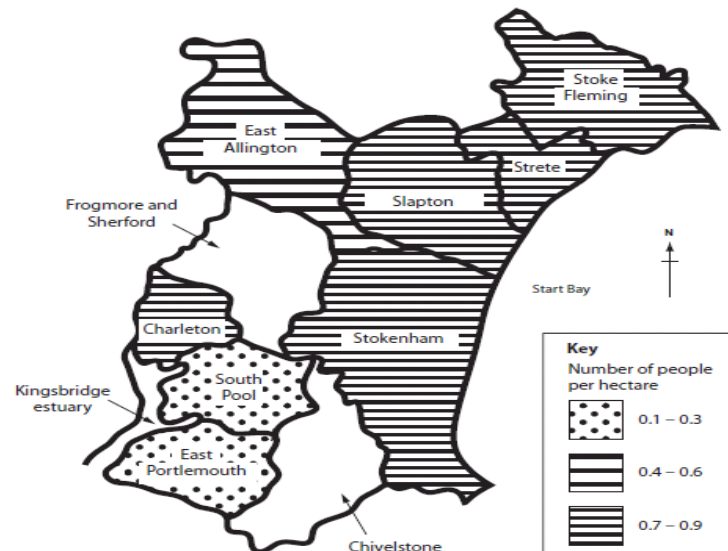 Stoke
Fleming
East
Allington
Strete
Slapton
Frogmore and
Sherford
N
Start Bay
Charleton
Stokenham
Key
Number of people
per hectare
South
Pool
Kingsbridge
estuary
0.1 – 0.3
East
Portlemouth
0.4 – 0.6
0.7 – 0.9
Chivelstone